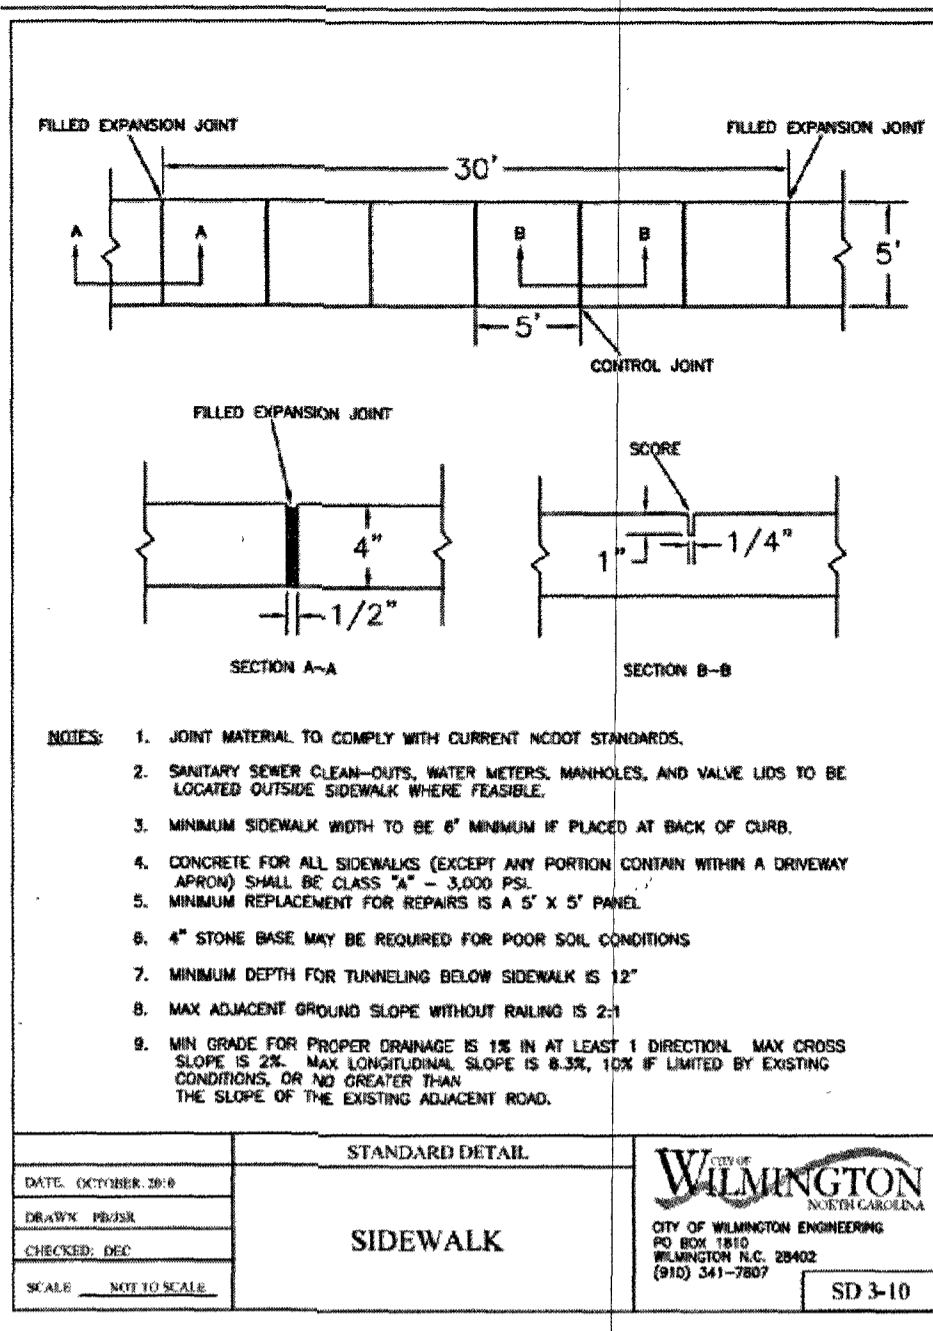 FILLED EXPANSION JOINT
FILLED EXPANSION JOINT
30'
A
A
B
B
5'
5'
CONTROL JOINT
FILLED EXPANSION JOINT
SCORE
4"
1/2"
1"
1/4"
SECTION A-A
SECTION B-B
NOTES:
1. JOINT MATERIAL TO COMPLY WITH CURRENT NCDOT STANDARDS.
2. SANITARY SEWER CLEAN-OUTS, WATER METERS, MANHOLES, AND VALVE LIDS TO BE
LOCATED OUTSIDE SIDEWALK WHERE FEASIBLE.
3. MINIMUM SIDEWALK WIDTH TO BE 6' MINIMUM IF PLACED AT BACK OF CURB.
4. CONCRETE FOR ALL SIDEWALKS (EXCEPT ANY PORTION CONTAIN WITHIN A DRIVEWAY
APRON) SHALL BE CLASS "A" - 3,000 PSI.
5. MINIMUM REPLACEMENT FOR REPAIRS IS A 5' X 5' PANEL
6. 4" STONE BASE MAY BE REQUIRED FOR POOR SOIL CONDITIONS
7. MINIMUM DEPTH FOR TUNNELING BELOW SIDEWALK IS 12"
8. MAX ADJACENT GROUND SLOPE WITHOUT RAILING IS 2:1
9. MIN GRADE FOR PROPER DRAINAGE IS 1% IN AT LEAST 1 DIRECTION. MAX CROSS
SLOPE IS 2%. MAX LONGITUDINAL SLOPE IS 8.3%, 10% IF LIMITED BY EXISTING
CONDITIONS, OR NO GREATER THAN
THE SLOPE OF THE EXISTING ADJACENT ROAD.
STANDARD DETAIL
DATE: OCTOBER, 2010
DRAWN: PB/JSR
CHECKED: DEC
SCALE NOT TO SCALE
SIDEWALK
CITY OF
WILMINGTON
NORTH CAROLINA
CITY OF WILMINGTON ENGINEERING
PO BOX 1810
WILMINGTON N.C. 28402
(910) 341-7807
SD 3-10